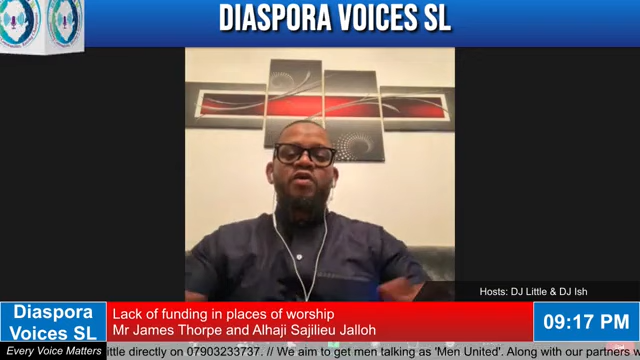 DIASPORA VOICES SL
Hosts: DJ Little & DJ Ish
Diaspora
Voices SL
Lack of funding in places of worship
Mr James Thorpe and Alhaji Sajilieu Jalloh
09:17 PM
Every Voice Matters
ittle directly on 07903233737. // We aim to get men talking as 'Men United'. Along with our partners w